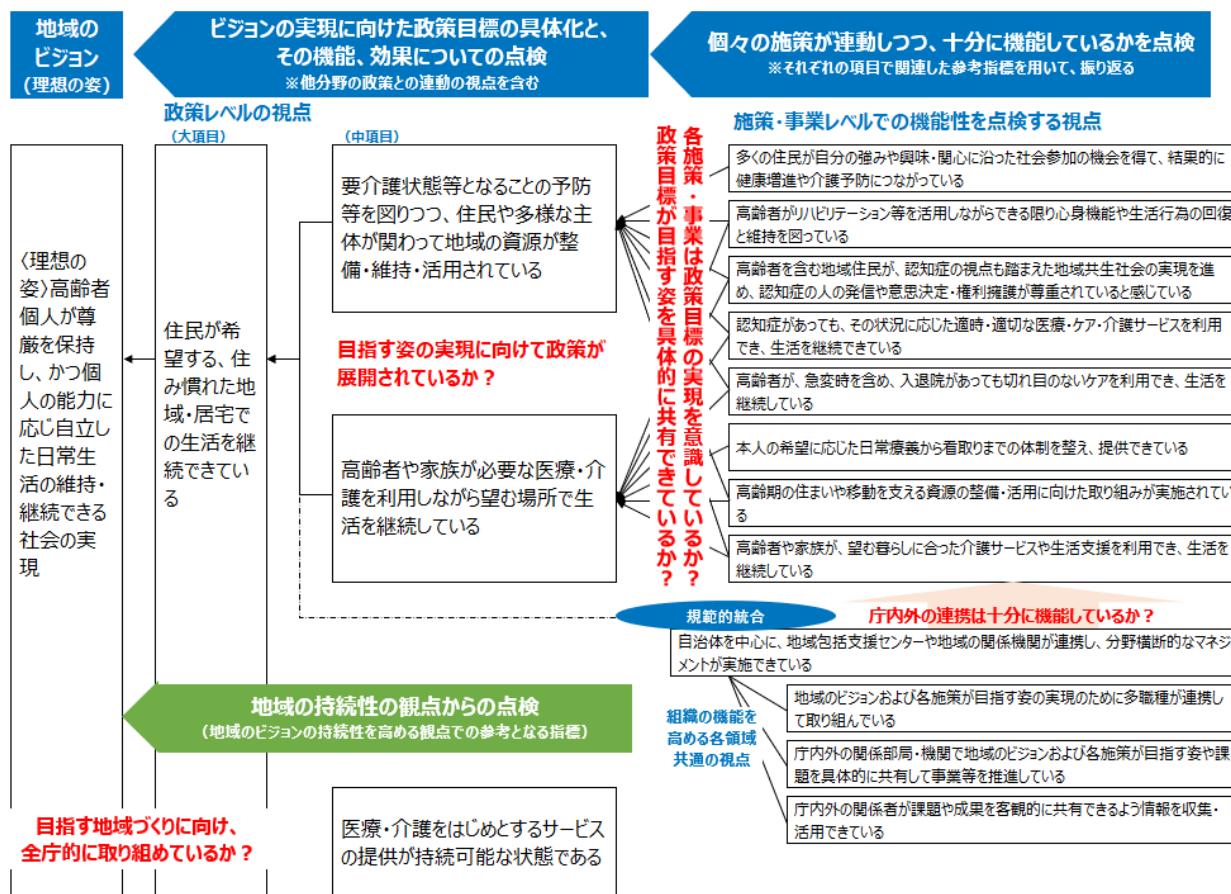 地域の
ビジョン
(理想の姿)
ビジョンの実現に向けた政策目標の具体化と、
その機能、効果についての点検
※他分野の政策との連動の視点を含む
個々の施策が連動しつつ、十分に機能しているかを点検
※それぞれの項目で関連した参考指標を用いて、振り返る
政策レベルの視点
(大項目)
(中項目)
施策・事業レベルでの機能性を点検する視点
〈理想の
姿〉高齢者
個人が尊
厳を保持
し、かつ個
人の能力に
応じ自立し
た日常生
活の維持・
継続できる
社会の実
現
住民が希
望する、住
み慣れた地
域・居宅で
の生活を継
続できてい
る
要介護状態等となることの予防
等を図りつつ、住民や多様な主
体が関わって地域の資源が整
備・維持・活用されている
目指す姿の実現に向けて政策が
展開されているか？
高齢者や家族が必要な医療・介
護を利用しながら望む場所で生
活を継続している
各施策・事業は政策目標の実現を意識しているか？
政策目標が目指す姿を具体的に共有できているか？
多くの住民が自分の強みや興味・関心に沿った社会参加の機会を得て、結果的に
健康増進や介護予防につながっている
高齢者がリハビリテーション等を活用しながらできる限り心身機能や生活行為の回復
と維持を図っている
高齢者を含む地域住民が、認知症の視点も踏まえた地域共生社会の実現を進
め、認知症の人の発信や意思決定・権利擁護が尊重されていると感じている
認知症があっても、その状況に応じた適時・適切な医療・ケア・介護サービスを利用
でき、生活を継続できている
高齢者が、急変時を含め、入退院があっても切れ目のないケアを利用でき、生活を
継続している
本人の希望に応じた日常療養から看取りまでの体制を整え、提供できている
高齢期の住まいや移動を支える資源の整備・活用に向けた取り組みが実施されてい
る
高齢者や家族が、望む暮らしに合った介護サービスや生活支援を利用でき、生活を
継続している
規範的統合
庁内外の連携は十分に機能しているか？
自治体を中心に、地域包括支援センターや地域の関係機関が連携し、分野横断的なマネジ
メントが実施できている
組織の機能を
高める各領域
共通の視点
地域のビジョンおよび各施策が目指す姿の実現のために多職種が連携し
て取り組んでいる
庁内外の関係部局・機関で地域のビジョンおよび各施策が目指す姿や課
題を具体的に共有して事業等を推進している
庁内外の関係者が課題や成果を客観的に共有できるよう情報を収集・
活用できている
地域の持続性の観点からの点検
(地域のビジョンの持続性を高める観点での参考となる指標)
目指す地域づくりに向け、
全庁的に取り組めているか？
医療・介護をはじめとするサービス
の提供が持続可能な状態である